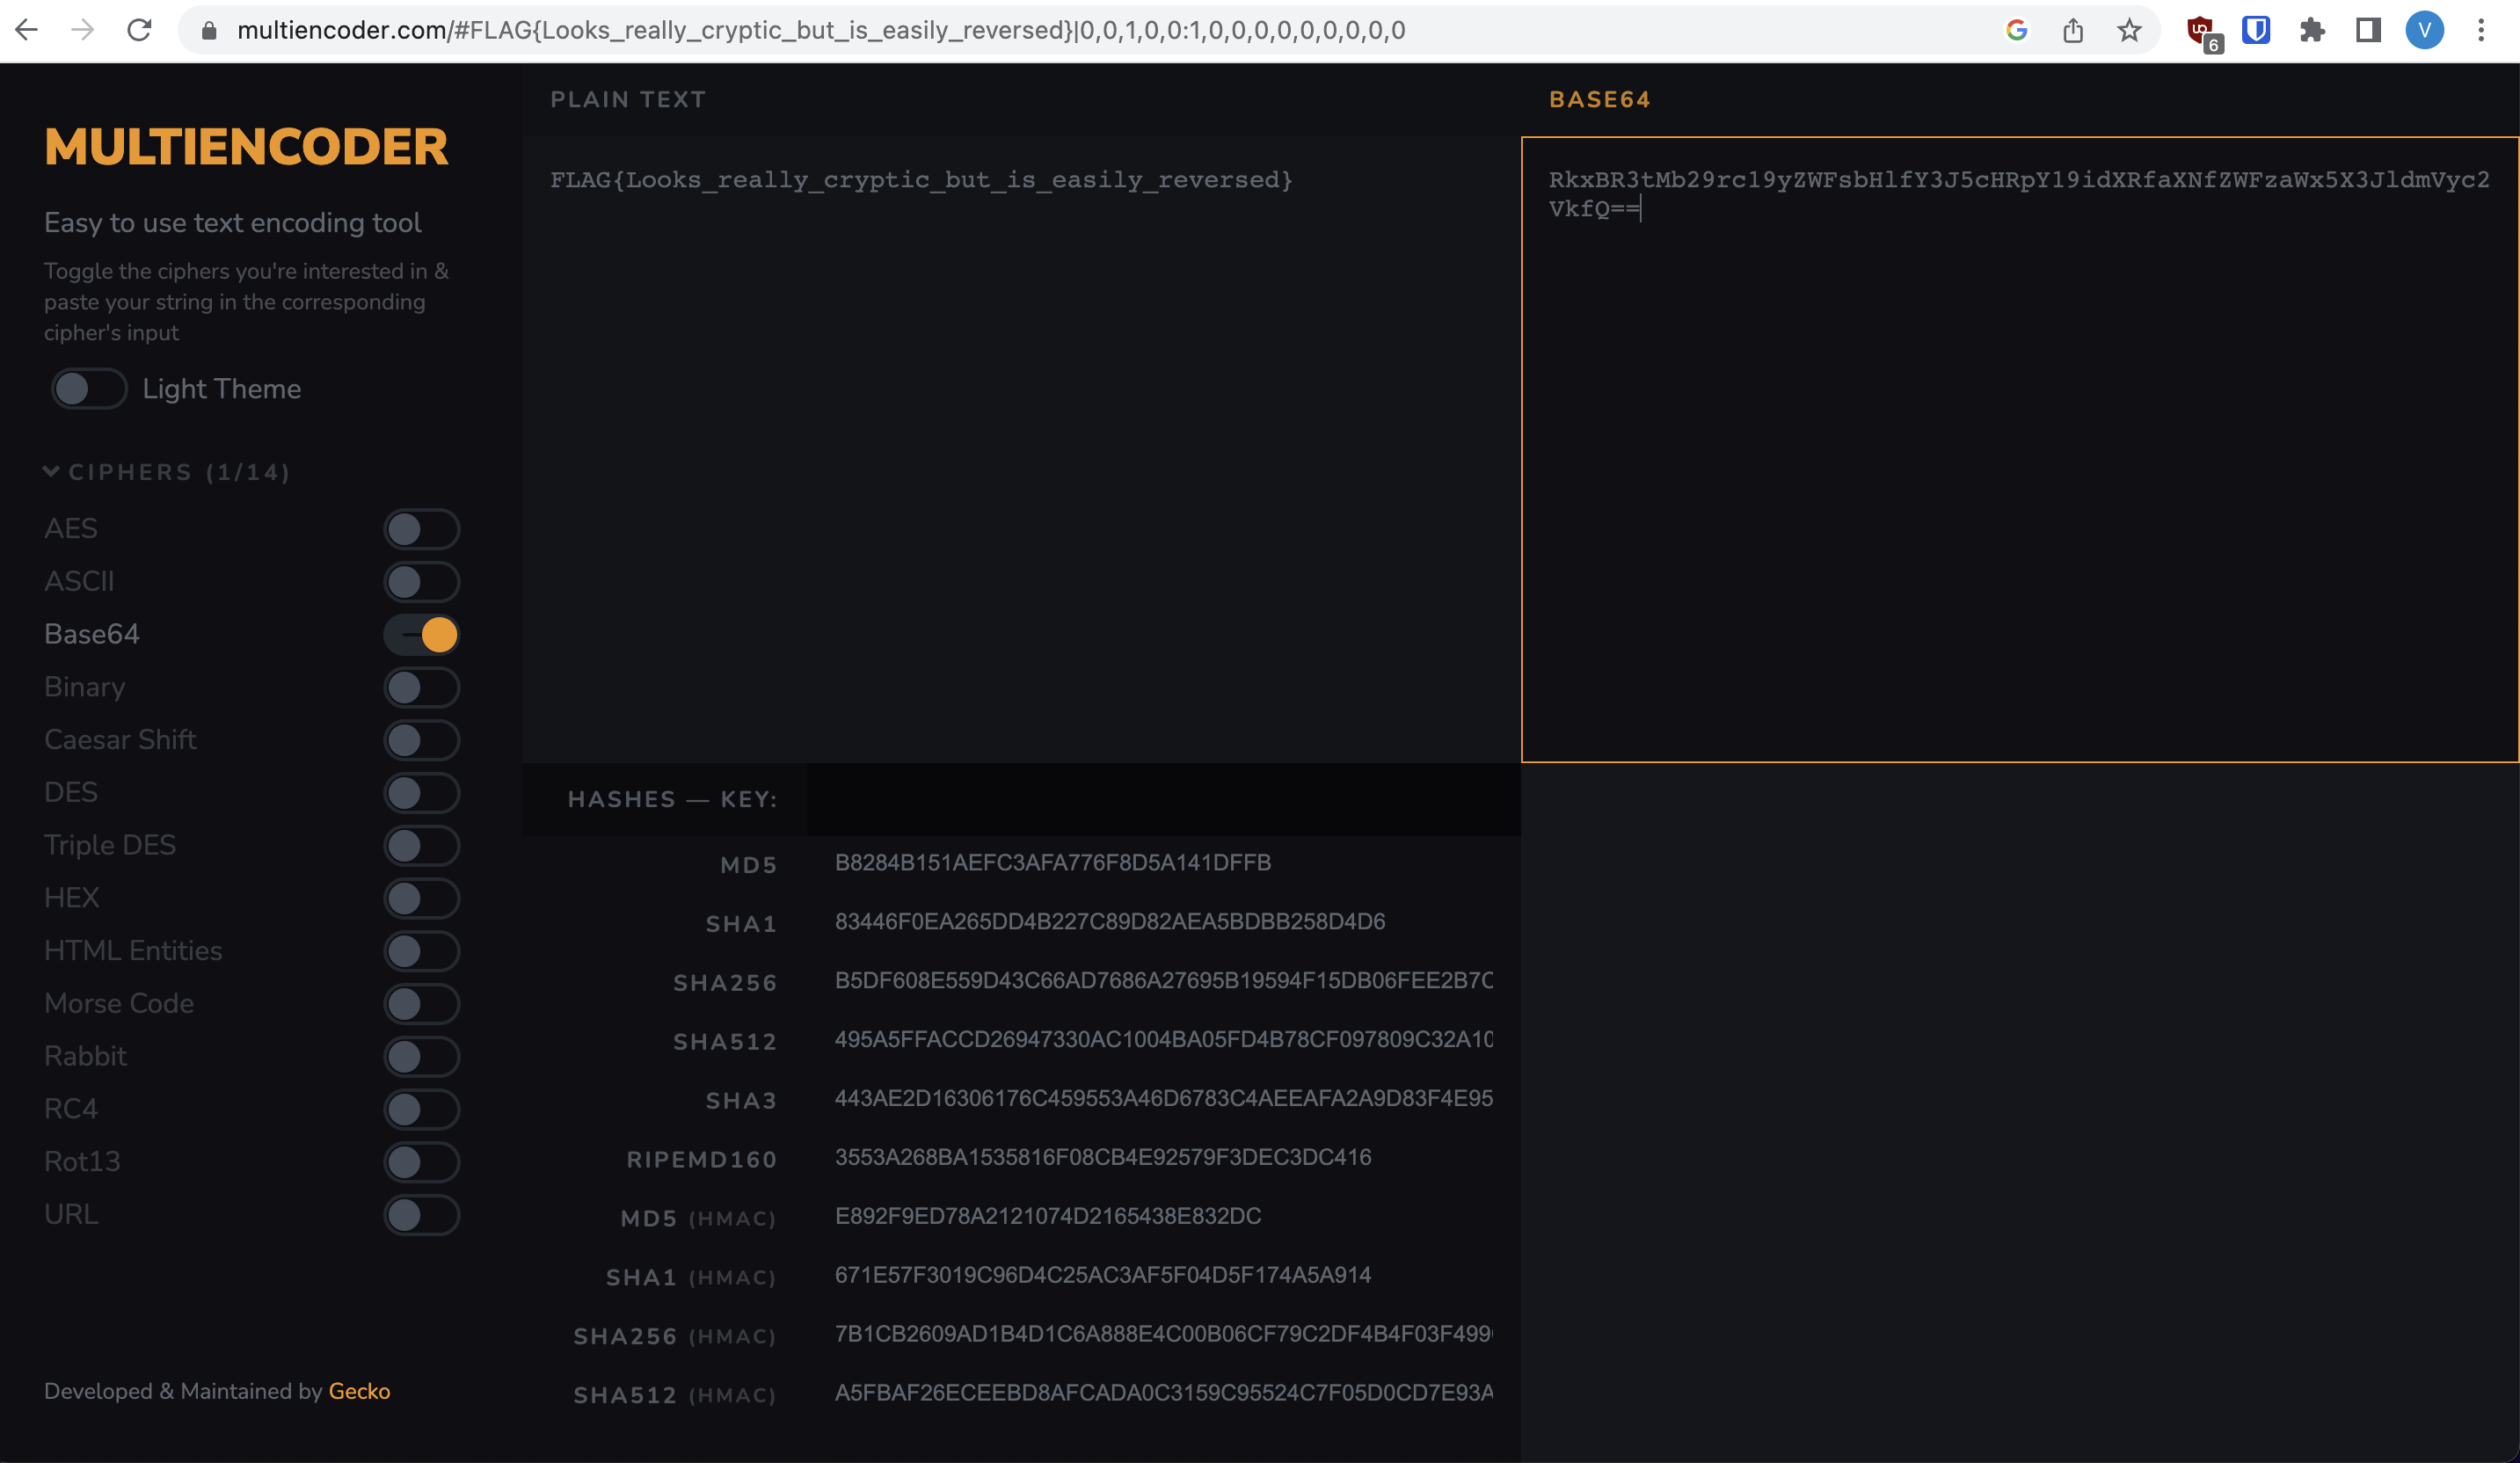 multiencoder.com/#FLAG{Looks_really_cryptic_but_is_easily_reversed}|0,0,1,0,0:1,0,0,0,0,0,0,0,0,0
6
V
MULTIENCODER
Easy to use text encoding tool
Toggle the ciphers you're interested in &
paste your string in the corresponding
cipher's input
Light Theme
CIPHERS (1/14)
AES
ASCII
Base64
Binary
Caesar Shift
DES
Triple DES
HEX
HTML Entities
Morse Code
Rabbit
RC4
Rot13
URL
Developed & Maintained by Gecko
PLAIN TEXT
FLAG{Looks_really_cryptic_but_is_easily_reversed}
BASE64
RkxBR3tMb29rc19yZWFsbHlfY3J5cHRpY19idXRfaXNfZWFzaWx5X3JldmVyc2
VkfQ==
HASHES — KEY:
MD5 B8284B151AEFC3AFA776F8D5A141DFFB
SHA1 83446F0EA265DD4B227C89D82AEA5BDBB258D4D6
SHA256 B5DF608E559D43C66AD7686A27695B19594F15DB06FEE2B7C
SHA512 495A5FFACCD26947330AC1004BA05FD4B78CF097809C32A10
SHA3 443AE2D16306176C459553A46D6783C4AEEAFA2A9D83F4E95
RIPEMD160 3553A268BA1535816F08CB4E92579F3DEC3DC416
MD5 (HMAC) E892F9ED78A2121074D2165438E832DC
SHA1 (HMAC) 671E57F3019C96D4C25AC3AF5F04D5F174A5A914
SHA256 (HMAC) 7B1CB2609AD1B4D1C6A888E4C00B06CF79C2DF4B4F03F499
SHA512 (HMAC) A5FBAF26ECEEBD8AFCADA0C3159C95524C7F05D0CD7E93A